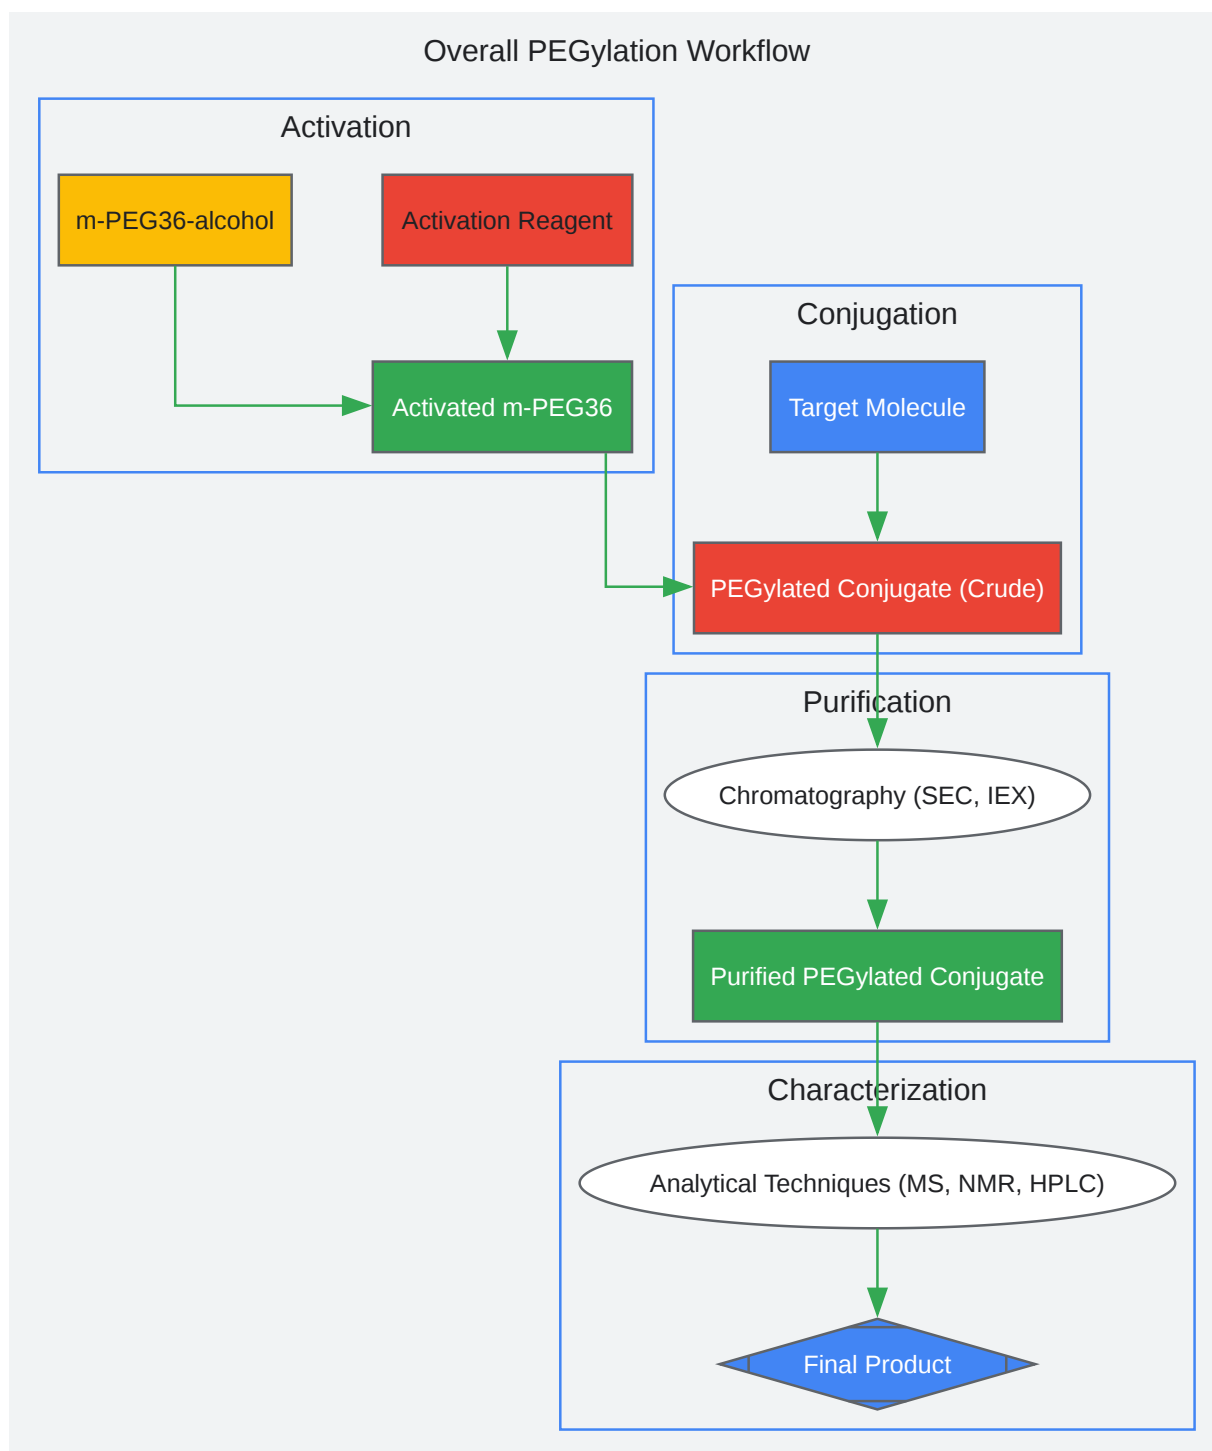 Overall PEGylation Workflow
Activation
m-PEG36-alcohol
Activation Reagent
Activated m-PEG36
Conjugation
Target Molecule
PEGylated Conjugate (Crude)
Purification
Chromatography (SEC, IEX)
Purified PEGylated Conjugate
Characterization
Analytical Techniques (MS, NMR, HPLC)
Final Product